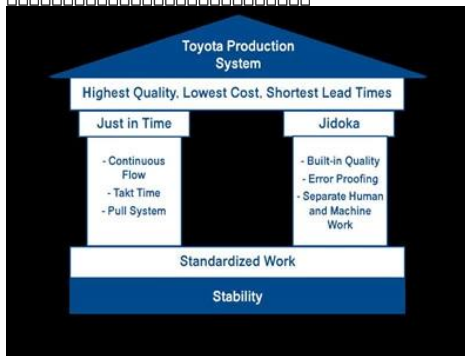 Toyota Production
System
Highest Quality, Lowest Cost, Shortest Lead Times
Just in Time
- Continuous
Flow
- Takt Time
- Pull System
Jidoka
- Built-in Quality
- Error Proofing
- Separate Human
and Machine
Work
Standardized Work
Stability